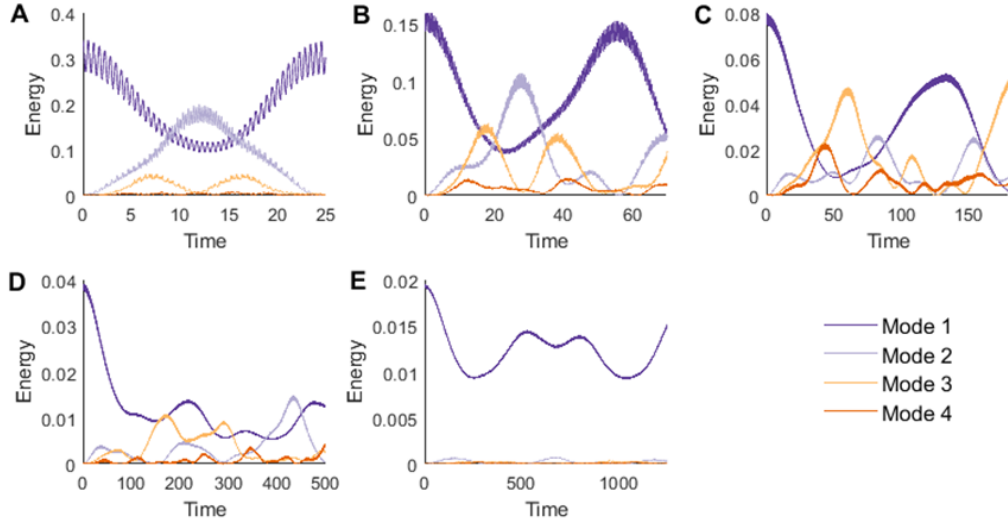 A
Energy
0.4
0.3
0.2
0.1
0
0 5 10 15 20 25
Time
B
Energy
0.15
0.1
0.05
0
0 20 40 60
Time
C
Energy
0.08
0.06
0.04
0.02
0
0 50 100 150
Time
D
Energy
0.04
0.03
0.02
0.01
0
0 100 200 300 400 500
Time
E
Energy
0.02
0.015
0.01
0.005
0
0 500 1000
Time
Mode 1
Mode 2
Mode 3
Mode 4